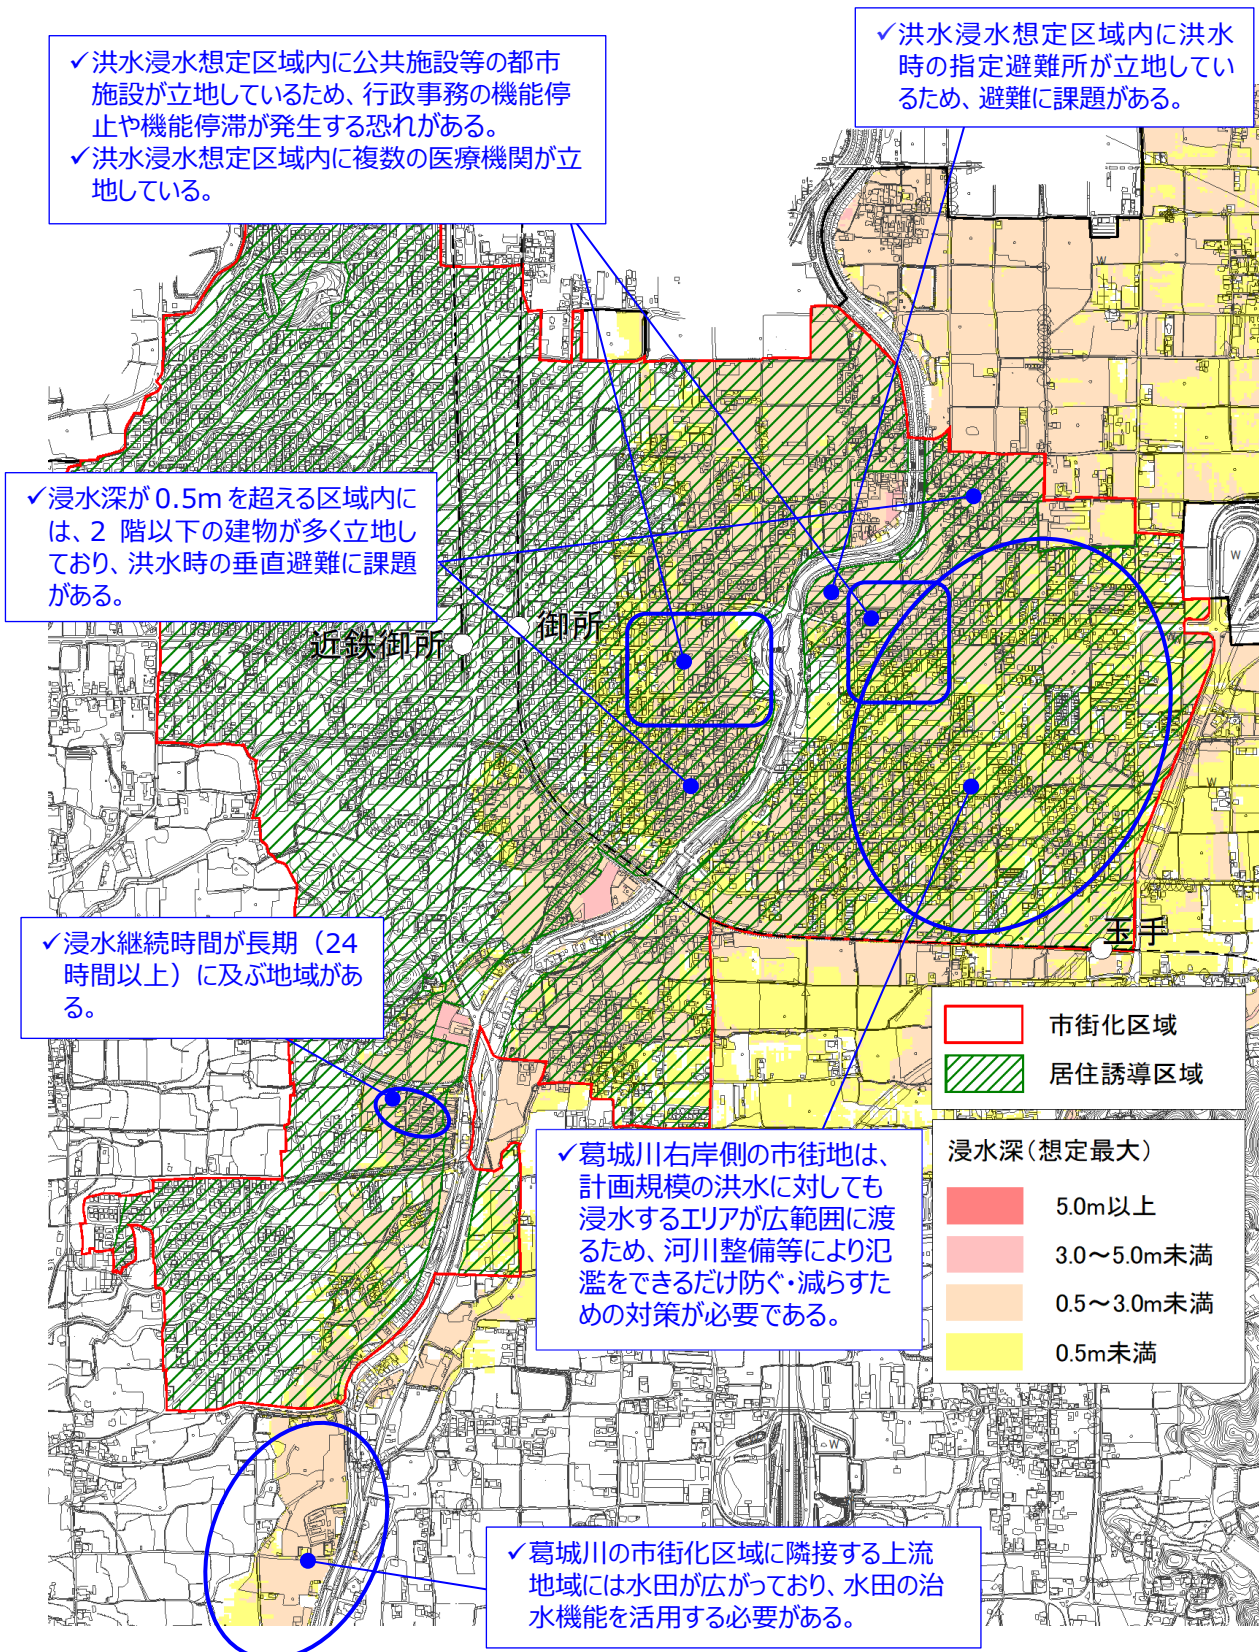 ✓洪水浸水想定区域内に公共施設等の都市
施設が立地しているため、行政事務の機能停
止や機能停滞が発生する恐れがある。
✓洪水浸水想定区域内に複数の医療機関が立
地している。
✓洪水浸水想定区域内に洪水
時の指定避難所が立地してい
るため、避難に課題がある。
✓浸水深が0.5mを超える区域内に
は、2 階以下の建物が多く立地し
ており、洪水時の垂直避難に課題
がある。
近鉄御所
御所
玉手
✓浸水継続時間が長期（24
時間以上）に及ぶ地域があ
る。
市街化区域
居住誘導区域
浸水深（想定最大）
5.0m以上
3.0～5.0m未満
0.5～3.0m未満
0.5m未満
✓葛城川右岸側の市街地は、
計画規模の洪水に対しても
浸水するエリアが広範囲に渡
るため、河川整備等により氾
濫をできるだけ防ぐ・減らすた
めの対策が必要である。
✓葛城川の市街化区域に隣接する上流
地域には水田が広がっており、水田の治
水機能を活用する必要がある。
W
W
W
W
W